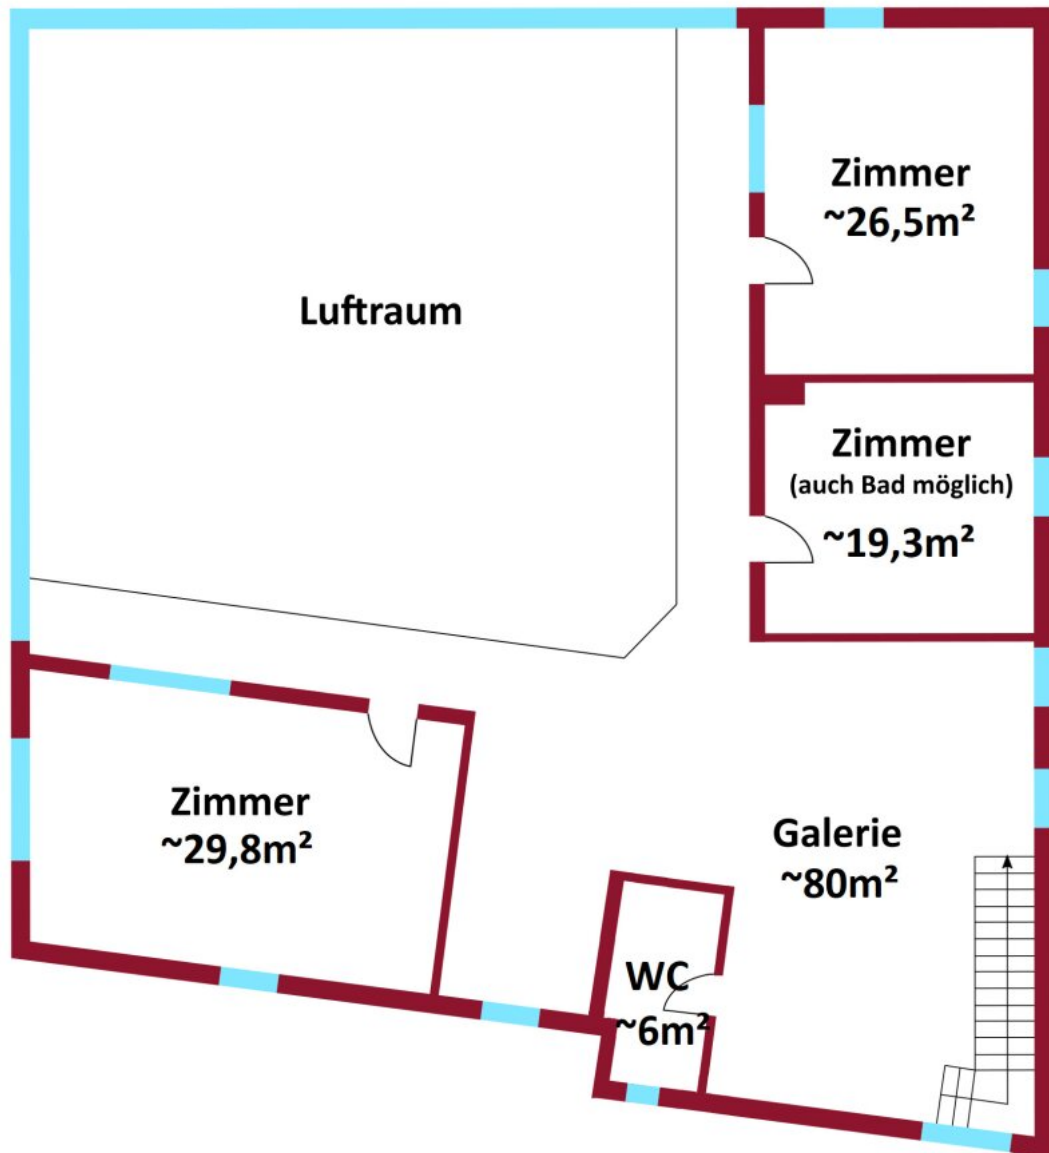 Zimmer
~26,5m²
Luftraum
Zimmer
(auch Bad möglich)
~19,3m²
Zimmer
~29,8m²
Galerie
~80m²
WC
~6m²